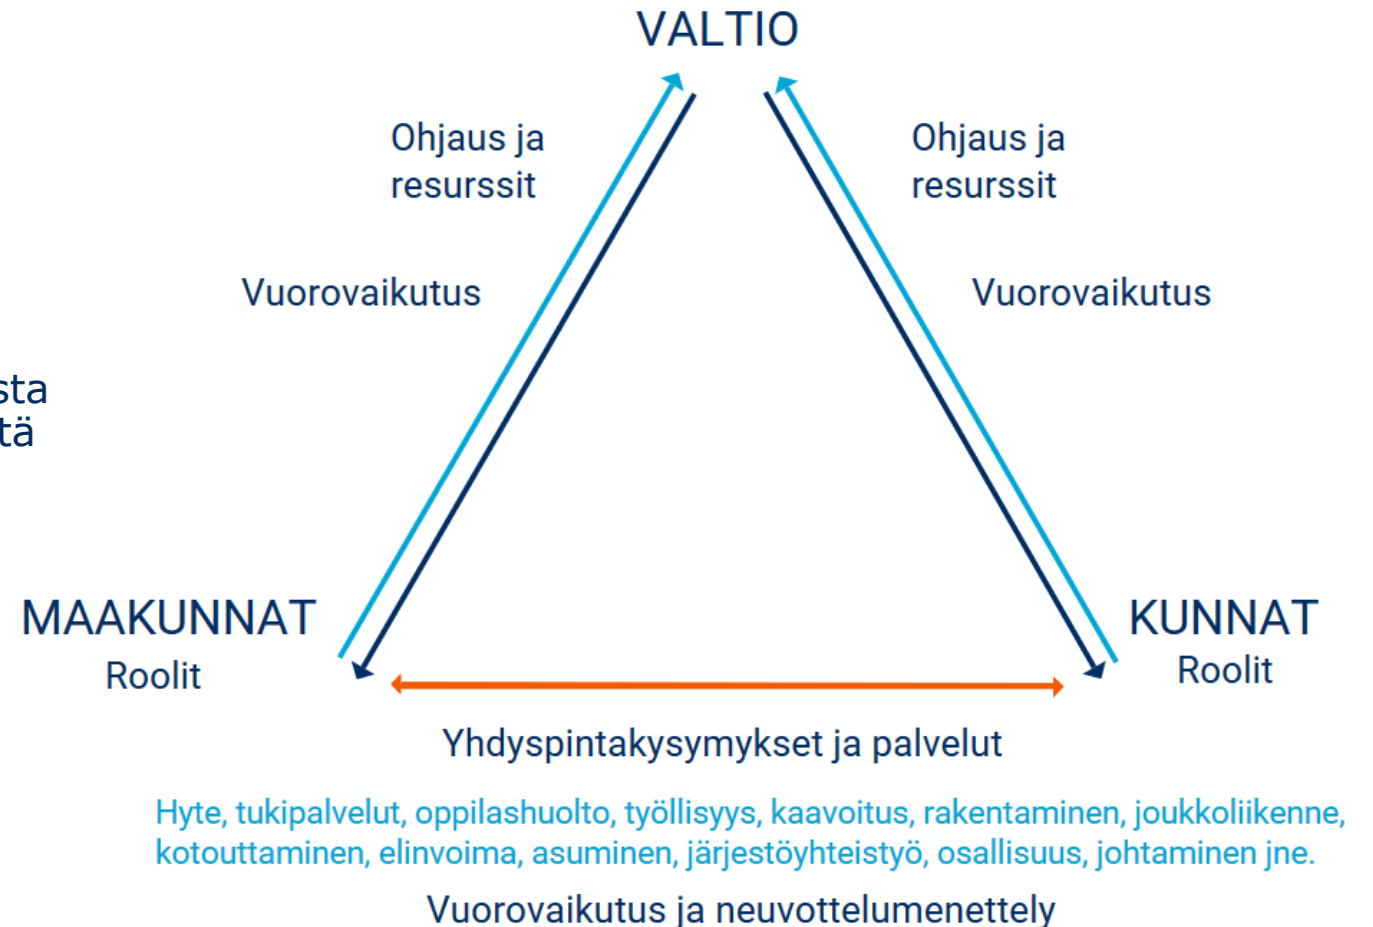 VALTIO
Ohjaus ja
resurssit
Ohjaus ja
resurssit
Vuorovaikutus
Vuorovaikutus
sta
tä
MAAKUNNAT
Roolit
KUNNAT
Roolit
Yhdyspintakysymykset ja palvelut
Hyte, tukipalvelut, oppilashuolto, työllisyys, kaavoitus, rakentaminen, joukkoliikenne,
kotouttaminen, elinvoima, asuminen, järjestöyhteistyö, osallisuus, johtaminen jne.
Vuorovaikutus ja neuvottelumenettely